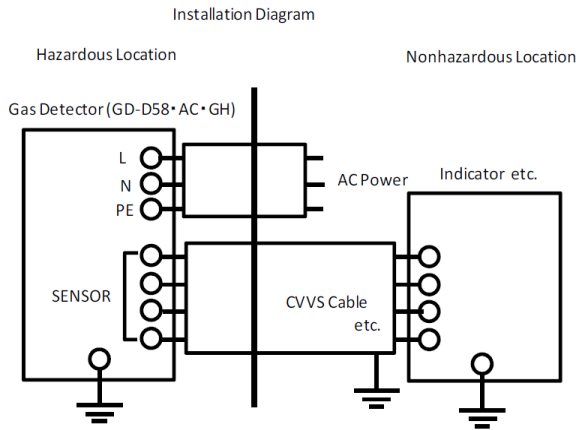 Installation Diagram
Hazardous Location
Nonhazardous Location
Gas Detector (GD-D58・AC・GH)
L
N
PE
AC Power
Indicator etc.
SENSOR
CVVS Cable
etc.